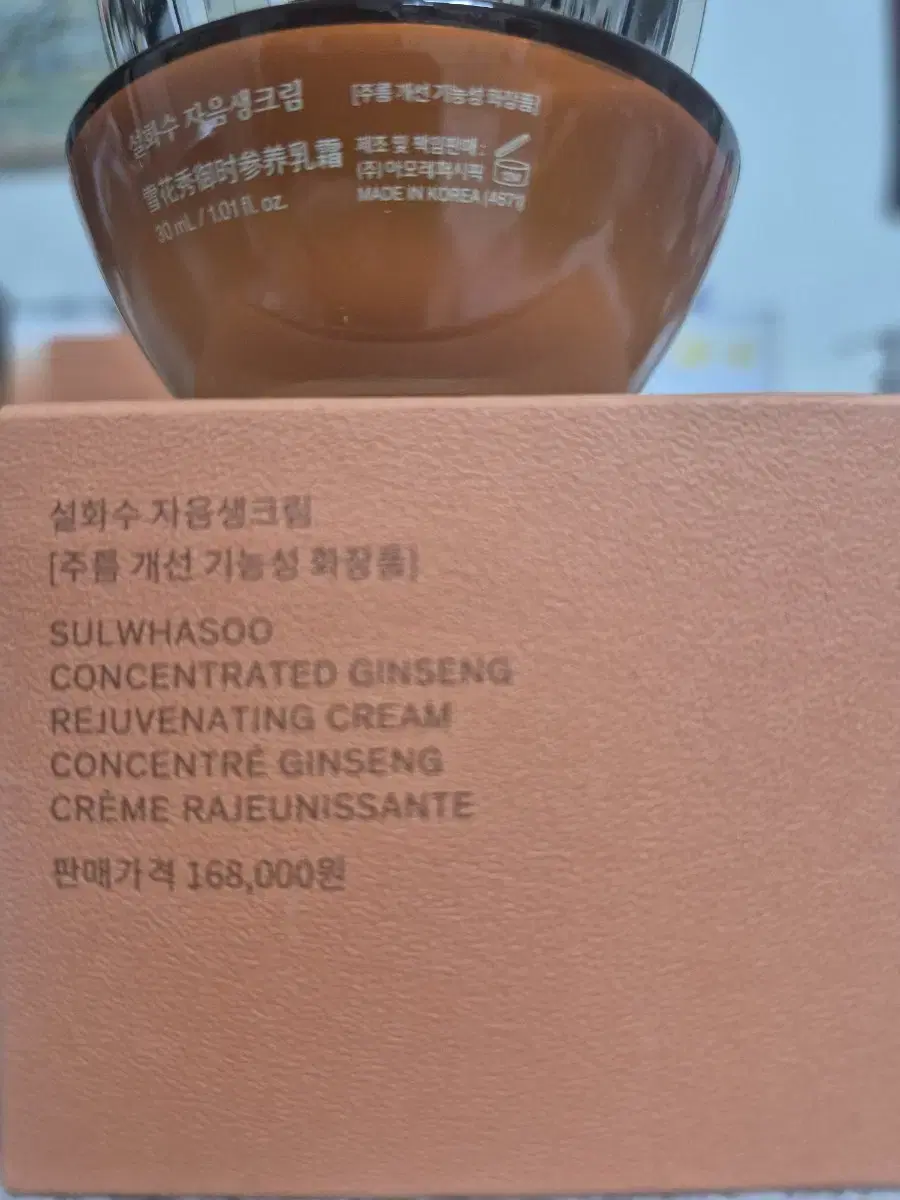 설화수 자음생크림
雪花秀御时参养乳霜
30 mL / 1.01 fl. oz.
[주름 개선 기능성 화장품]
제조 및 책임판매 :
(주)아모레퍼시픽
MADE IN KOREA
설화수 자음생크림
[주름 개선 기능성 화장품]
SULWHASOO
CONCENTRATED GINSENG
REJUVENATING CREAM
CONCENTRÉ GINSENG
CRÈME RAJEUNISSANTE
판매가격 168,000원